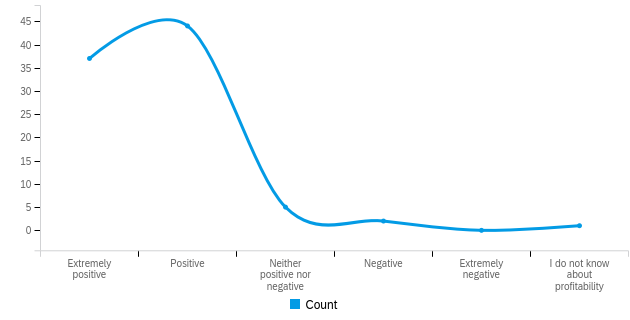 45
40
35
30
25
20
15
10
5
0
Extremely
positive
Positive
Neither
positive nor
negative
Negative
Extremely
negative
I do not know
about
profitability
Count